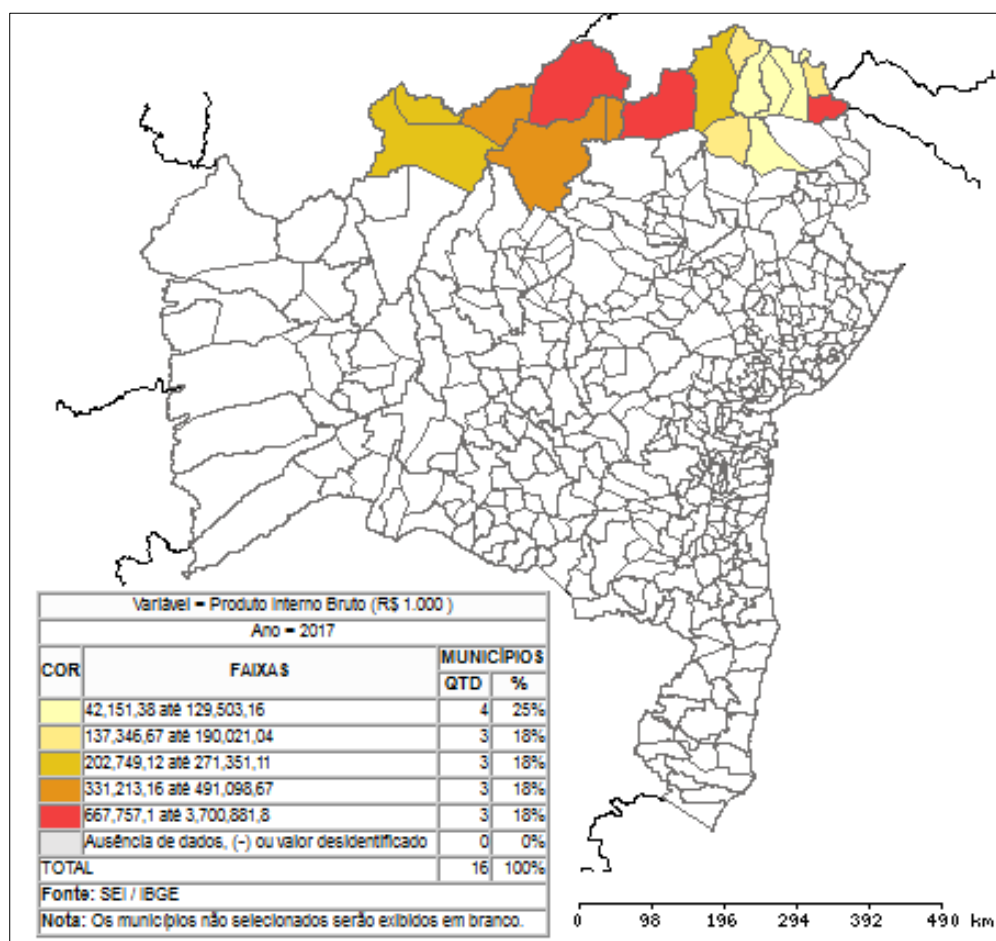 Variável = Produto Interno Bruto (R$ 1.000 )
Ano = 2017
COR FAIXAS MUNICÍPIOS
QTD %
42,151,38 até 129,503,16 4 25%
137,346,67 até 190,021,04 3 18%
202,749,12 até 271,351,11 3 18%
331,213,16 até 491,098,67 3 18%
667,757,1 até 3,700,881,8 3 18%
Ausência de dados, (-) ou valor desidentificado 0 0%
TOTAL 16 100%
Fonte: SEI / IBGE
Nota: Os municípios não selecionados serão exibidos em branco.
0 98 196 294 392 490 km